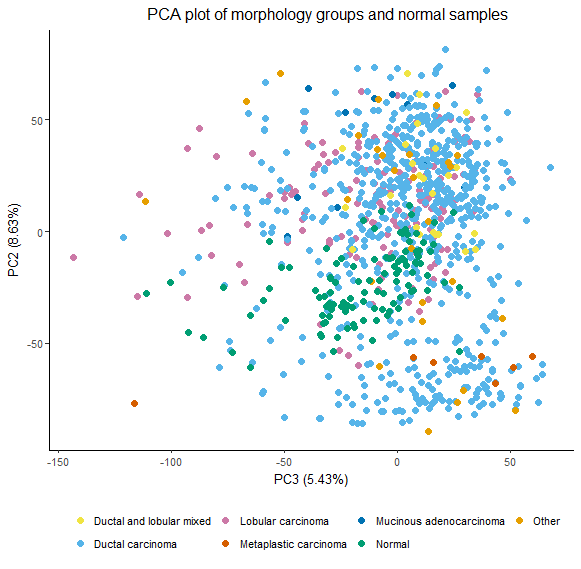 PCA plot of morphology groups and normal samples
50
0
-50
PC2 (8.63%)
-150 -100 -50 0 50
PC3 (5.43%)
Ductal and lobular mixed Lobular carcinoma Mucinous adenocarcinoma Other
Ductal carcinoma Metaplastic carcinoma Normal